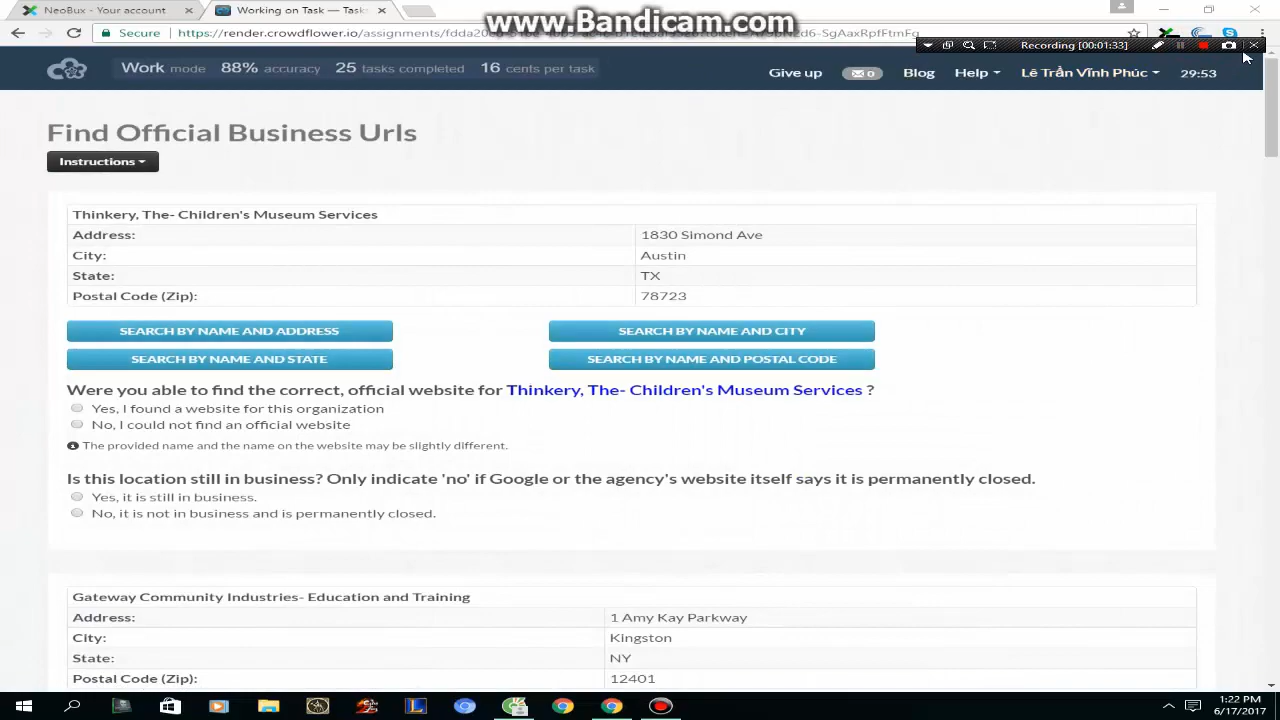 www.Bandicam.com
NeoBux - Your account
Working on Task — Tasks
Secure
https://render.crowdflower.io/assignments/fdda20
Recording [00:01:33]
Work mode 88% accuracy 25 tasks completed 16 cents per task
Give up
0
Blog
Help
Lê Trần Vĩnh Phúc
29:53
Find Official Business Urls
Instructions
Thinkery, The- Children's Museum Services
Address: 1830 Simond Ave
City: Austin
State: TX
Postal Code (Zip): 78723
SEARCH BY NAME AND ADDRESS
SEARCH BY NAME AND CITY
SEARCH BY NAME AND STATE
SEARCH BY NAME AND POSTAL CODE
Were you able to find the correct, official website for Thinkery, The- Children's Museum Services ?
Yes, I found a website for this organization
No, I could not find an official website
The provided name and the name on the website may be slightly different.
Is this location still in business? Only indicate 'no' if Google or the agency's website itself says it is permanently closed.
Yes, it is still in business.
No, it is not in business and is permanently closed.
Gateway Community Industries- Education and Training
Address: 1 Amy Kay Parkway
City: Kingston
State: NY
Postal Code (Zip): 12401
1:22 PM
6/17/2017